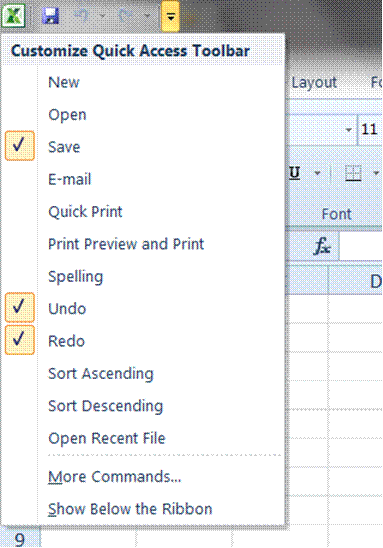 Customize Quick Access Toolbar
New
Open
Save
E-mail
Quick Print
Print Preview and Print
Spelling
Undo
Redo
Sort Ascending
Sort Descending
Open Recent File
More Commands...
Show Below the Ribbon
Layout Fo
11
U
Font
fx
D
9